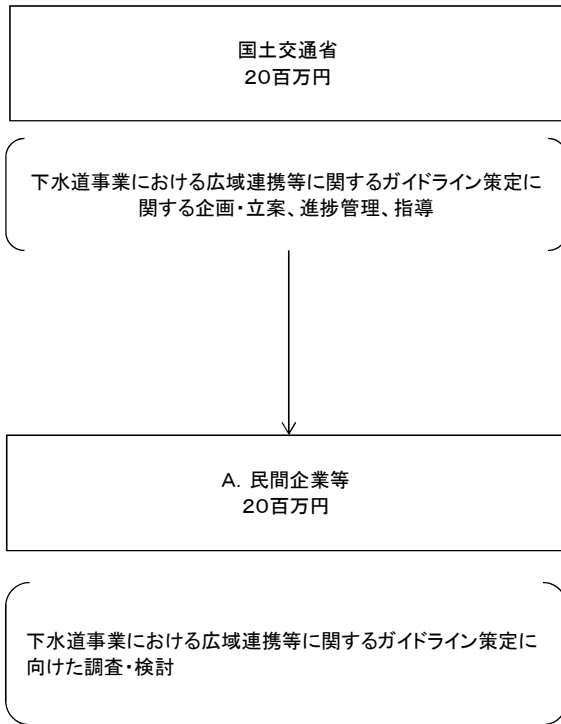 国土交通省
20百万円
下水道事業における広域連携等に関するガイドライン策定に
関する企画・立案、進捗管理、指導
A. 民間企業等
20百万円
下水道事業における広域連携等に関するガイドライン策定に
向けた調査・検討